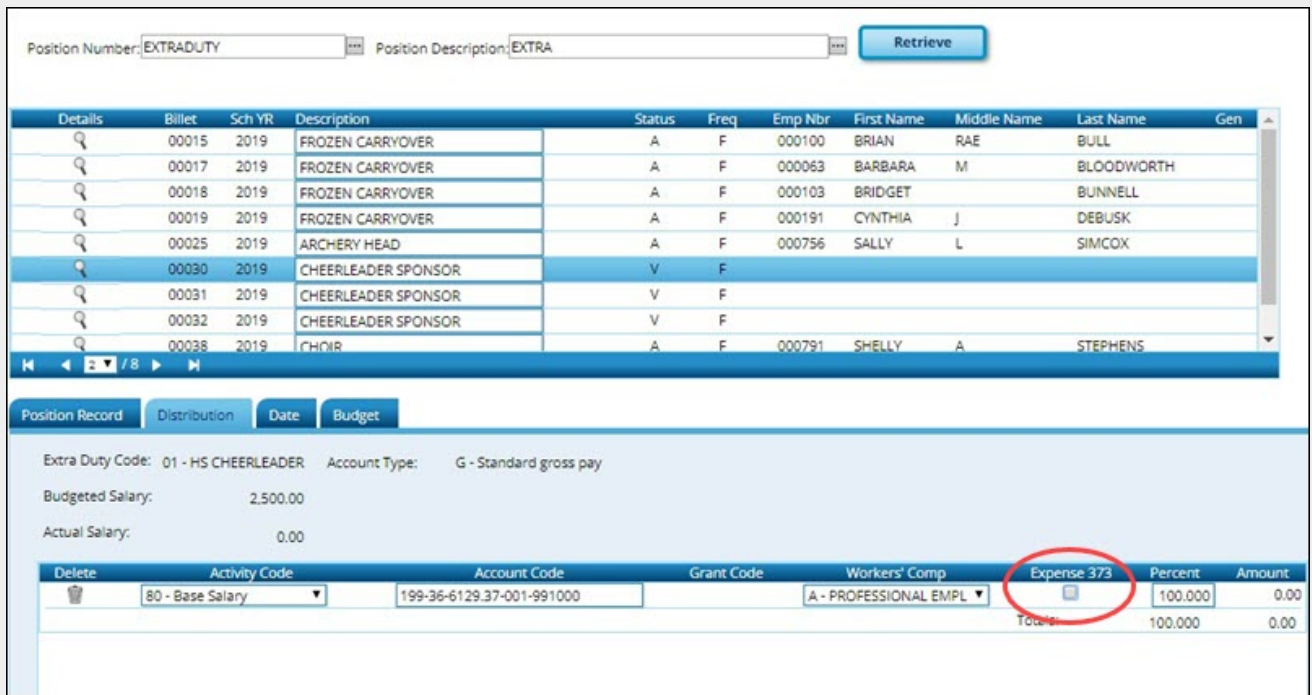 Position Number: EXTRADUTY ... Position Description: EXTRA ... Retrieve
Details Billet Sch YR Description Status Freq Emp Nbr First Name Middle Name Last Name Gen
00015 2019 FROZEN CARRYOVER A F 000100 BRIAN RAE BULL
00017 2019 FROZEN CARRYOVER A F 000063 BARBARA M BLOODWORTH
00018 2019 FROZEN CARRYOVER A F 000103 BRIDGET BUNNELL
00019 2019 FROZEN CARRYOVER A F 000191 CYNTHIA J DEBUSK
00025 2019 ARCHERY HEAD A F 000756 SALLY L SIMCOX
00030 2019 CHEERLEADER SPONSOR V F
00031 2019 CHEERLEADER SPONSOR V F
00032 2019 CHEERLEADER SPONSOR V F
00038 2019 CHOIR A F 000791 SHELLY A STEPHENS
2 / 8
Position Record Distribution Date Budget
Extra Duty Code: 01 - HS CHEERLEADER Account Type: G - Standard gross pay
Budgeted Salary: 2,500.00
Actual Salary: 0.00
Delete Activity Code Account Code Grant Code Workers' Comp Expense 373 Percent Amount
80 - Base Salary 199-36-6129.37-001-991000 A - PROFESSIONAL EMPL 100.000 0.00
Totals: 100.000 0.00